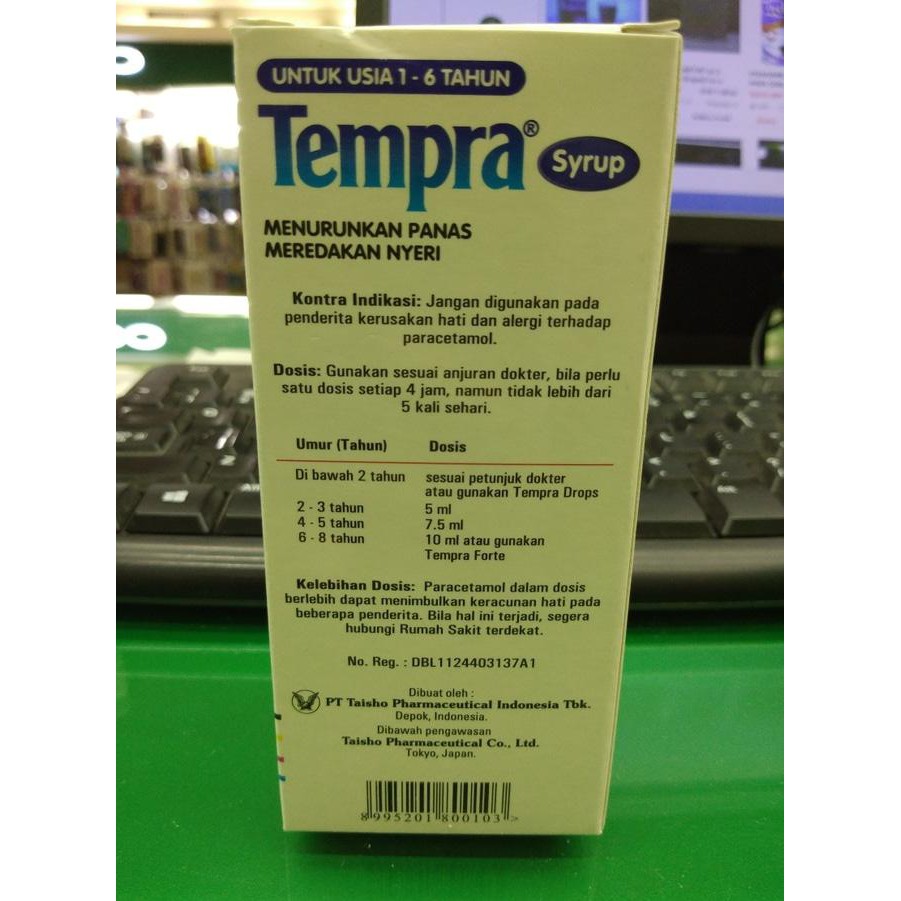 UNTUK USIA 1 - 6 TAHUN
Tempra® Syrup
MENURUNKAN PANAS
MEREDAKAN NYERI
Kontra Indikasi: Jangan digunakan pada
penderita kerusakan hati dan alergi terhadap
paracetamol.
Dosis: Gunakan sesuai anjuran dokter, bila perlu
satu dosis setiap 4 jam, namun tidak lebih dari
5 kali sehari.
Umur (Tahun) Dosis
Di bawah 2 tahun sesuai petunjuk dokter
atau gunakan Tempra Drops
2 - 3 tahun 5 ml
4 - 5 tahun 7.5 ml
6 - 8 tahun 10 ml atau gunakan
Tempra Forte
Kelebihan Dosis: Paracetamol dalam dosis
berlebih dapat menimbulkan keracunan hati pada
beberapa penderita. Bila hal ini terjadi, segera
hubungi Rumah Sakit terdekat.
No. Reg. : DBL1124403137A1
Dibuat oleh :
PT Taisho Pharmaceutical Indonesia Tbk.
Depok, Indonesia.
Dibawah pengawasan
Taisho Pharmaceutical Co., Ltd.
Tokyo, Japan.
8 995201 800103 >